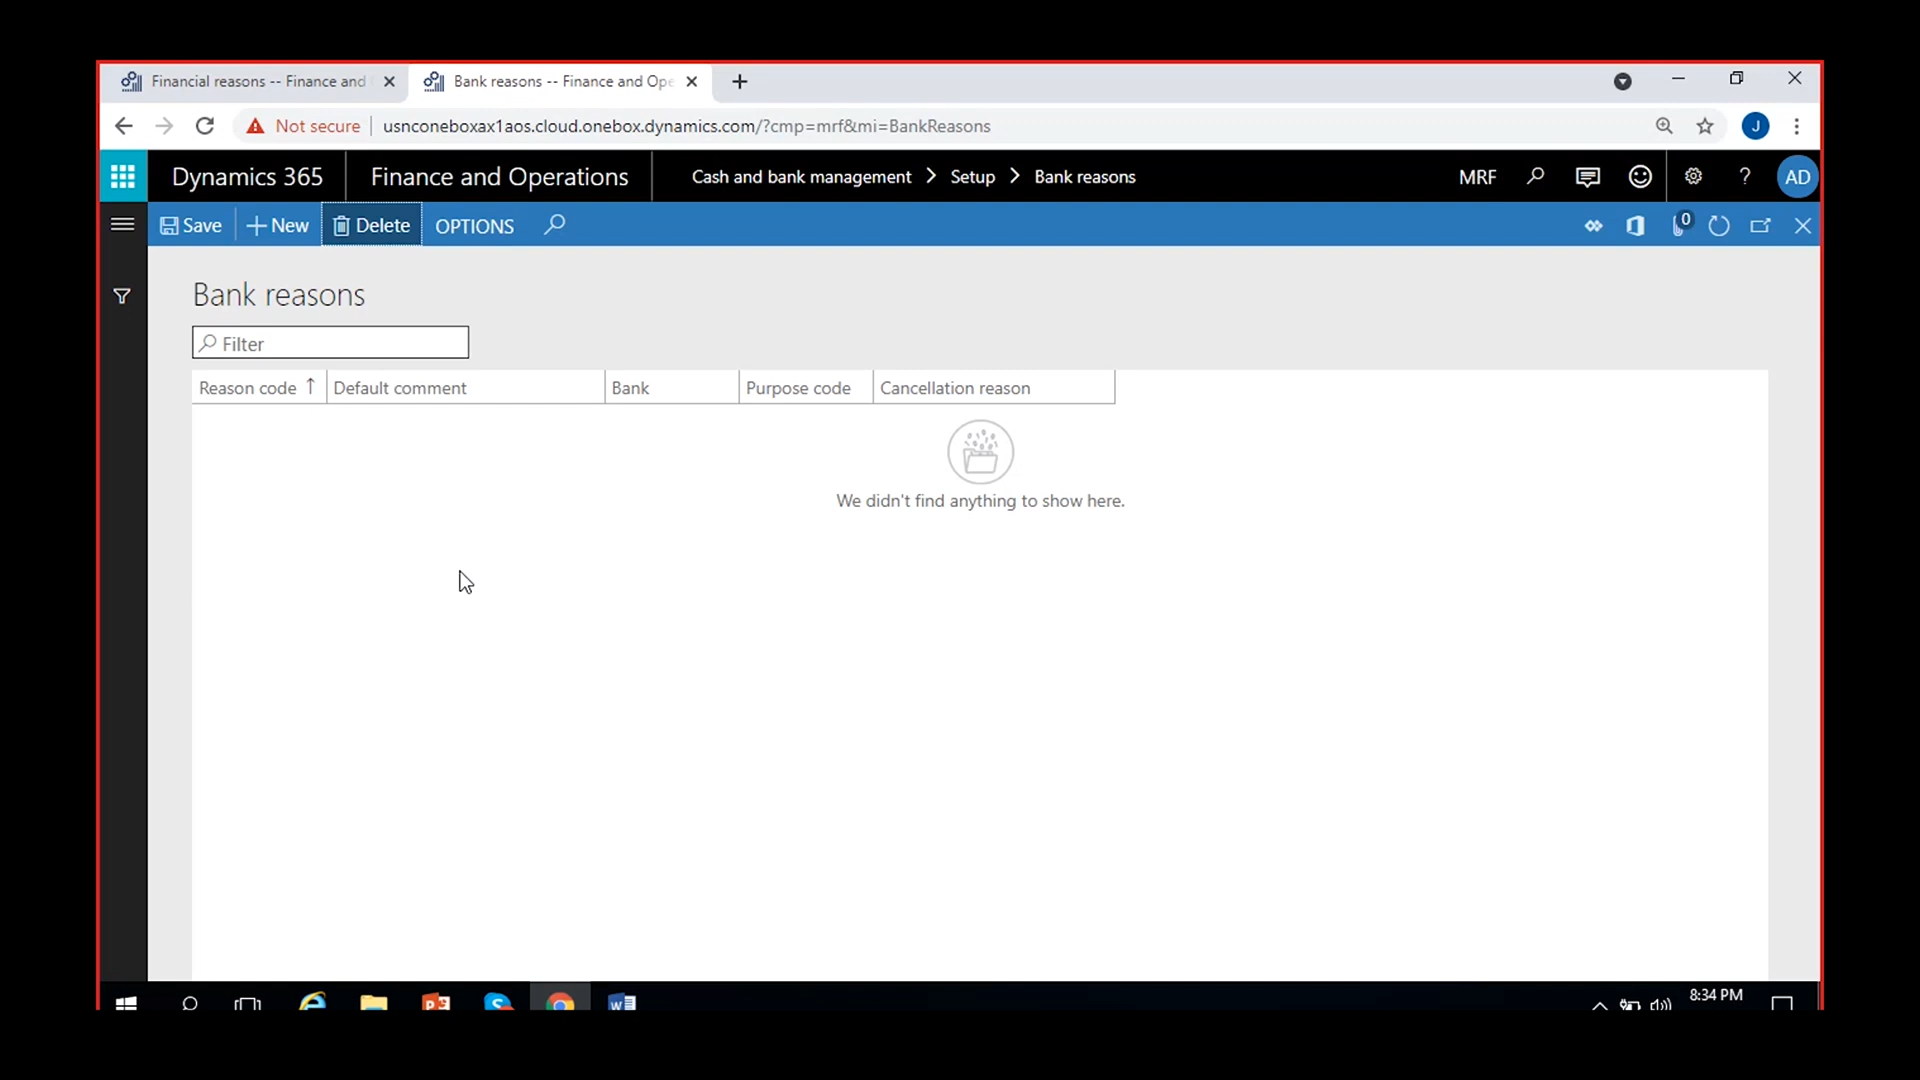 Financial reasons -- Finance and
Bank reasons -- Finance and Ope
Not secure
usnconeboxax1aos.cloud.onebox.dynamics.com/?cmp=mrf&mi=BankReasons
J
Dynamics 365
Finance and Operations
Cash and bank management > Setup > Bank reasons
MRF
?
AD
Save
+ New
Delete
OPTIONS
0
Bank reasons
Filter
Reason code ↑
Default comment
Bank
Purpose code
Cancellation reason
We didn't find anything to show here.
8:34 PM